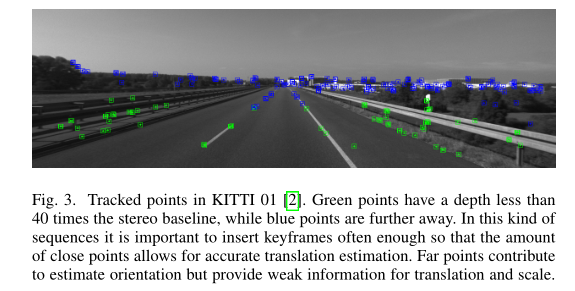 Fig. 3. Tracked points in KITTI 01 [2]. Green points have a depth less than
40 times the stereo baseline, while blue points are further away. In this kind of
sequences it is important to insert keyframes often enough so that the amount
of close points allows for accurate translation estimation. Far points contribute
to estimate orientation but provide weak information for translation and scale.